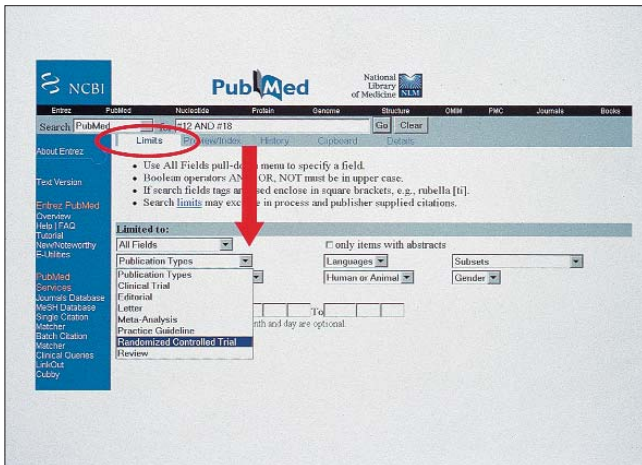 NCBI
PubMed
National
Library
of Medicine NLM
Entrez PubMed Nucleotide Protein Genome Structure OMIM PMC Journals Books
Search PubMed for #12 AND #18 Go Clear
Limits Preview/Index History Clipboard Details
About Entrez
Text Version
Entrez PubMed
Overview
Help | FAQ
Tutorial
New/Noteworthy
E-Utilities
PubMed
Services
Journals Database
MeSH Database
Single Citation
Matcher
Batch Citation
Matcher
Clinical Queries
LinkOut
Cubby
• Use All Fields pull-down menu to specify a field.
• Boolean operators AND, OR, NOT must be in upper case.
• If search fields tags are used enclose in square brackets, e.g., rubella [ti].
• Search limits may exclude in process and publisher supplied citations.
Limited to:
All Fields only items with abstracts
Publication Types Languages Subsets
Publication Types Human or Animal Gender
Clinical Trial
Editorial
Letter To
Meta-Analysis nth and day are optional.
Practice Guideline
Randomized Controlled Trial
Review